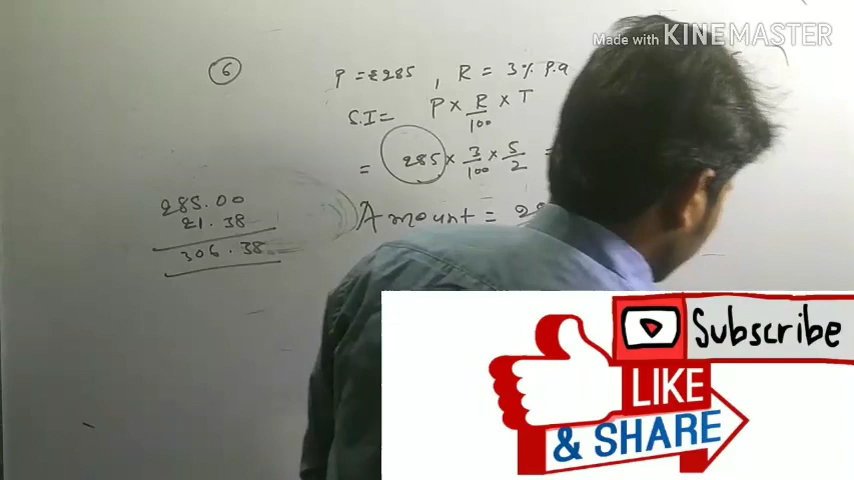 Made with KINEMASTER
6
P = ₹285 , R = 3% P.a
S.I = P × R/100 × T
= 285 × 3/100 × 5/2 =
285.00
21.38
306.38
Amount = 28
Subscribe
LIKE
& SHARE